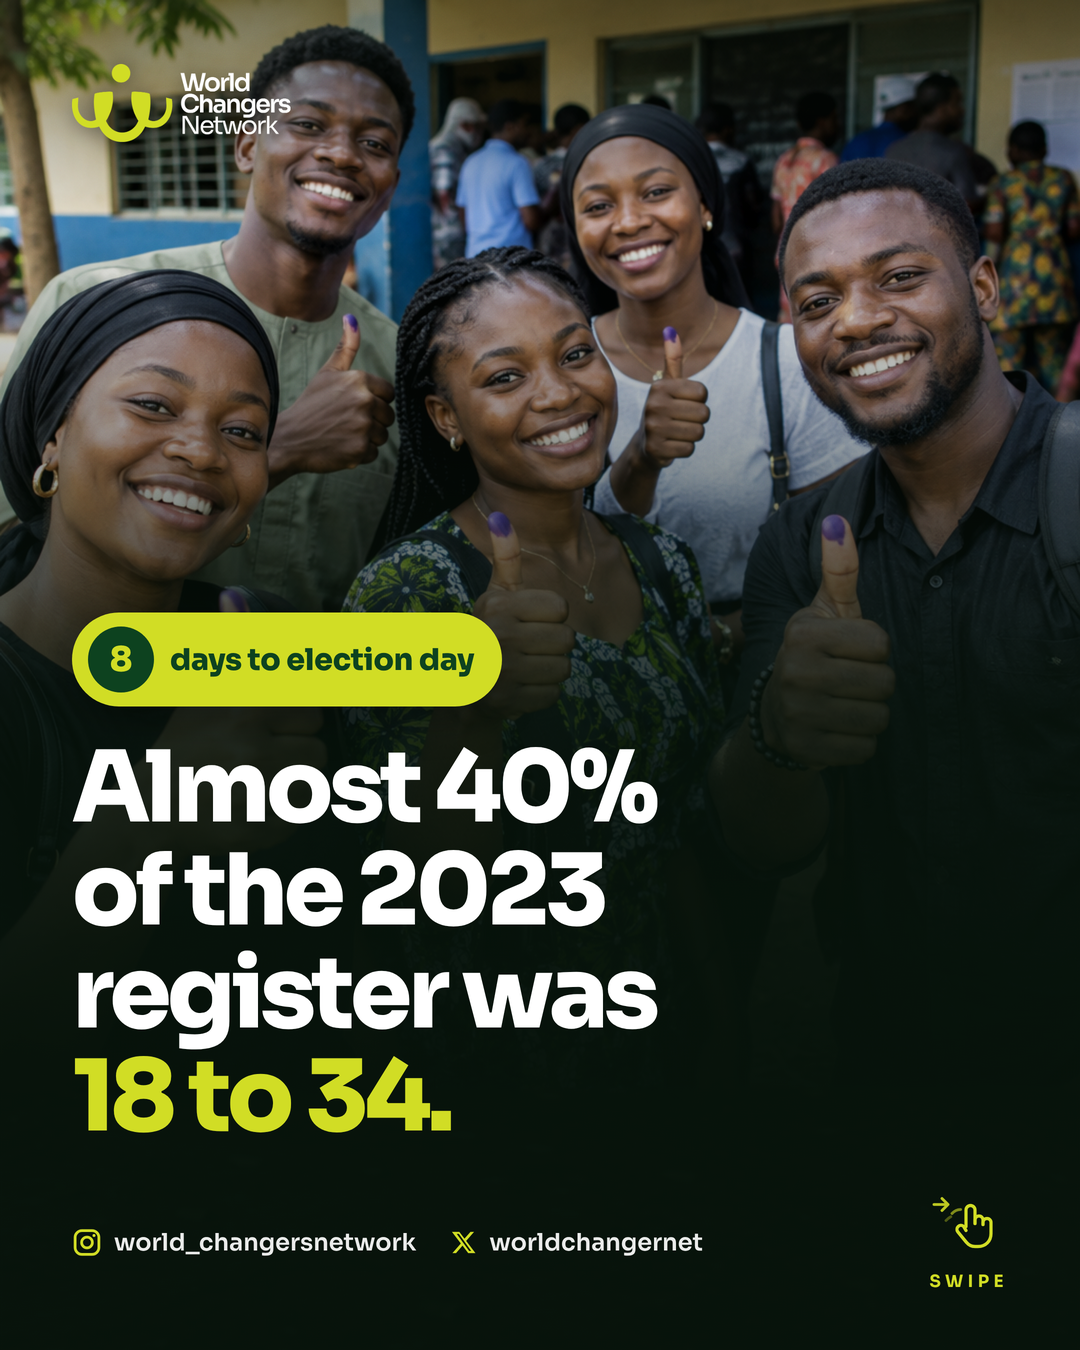 World
Changers
Network
8 days to election day
Almost 40%
of the 2023
register was
18 to 34.
world_changersnetwork worldchangernet
SWIPE